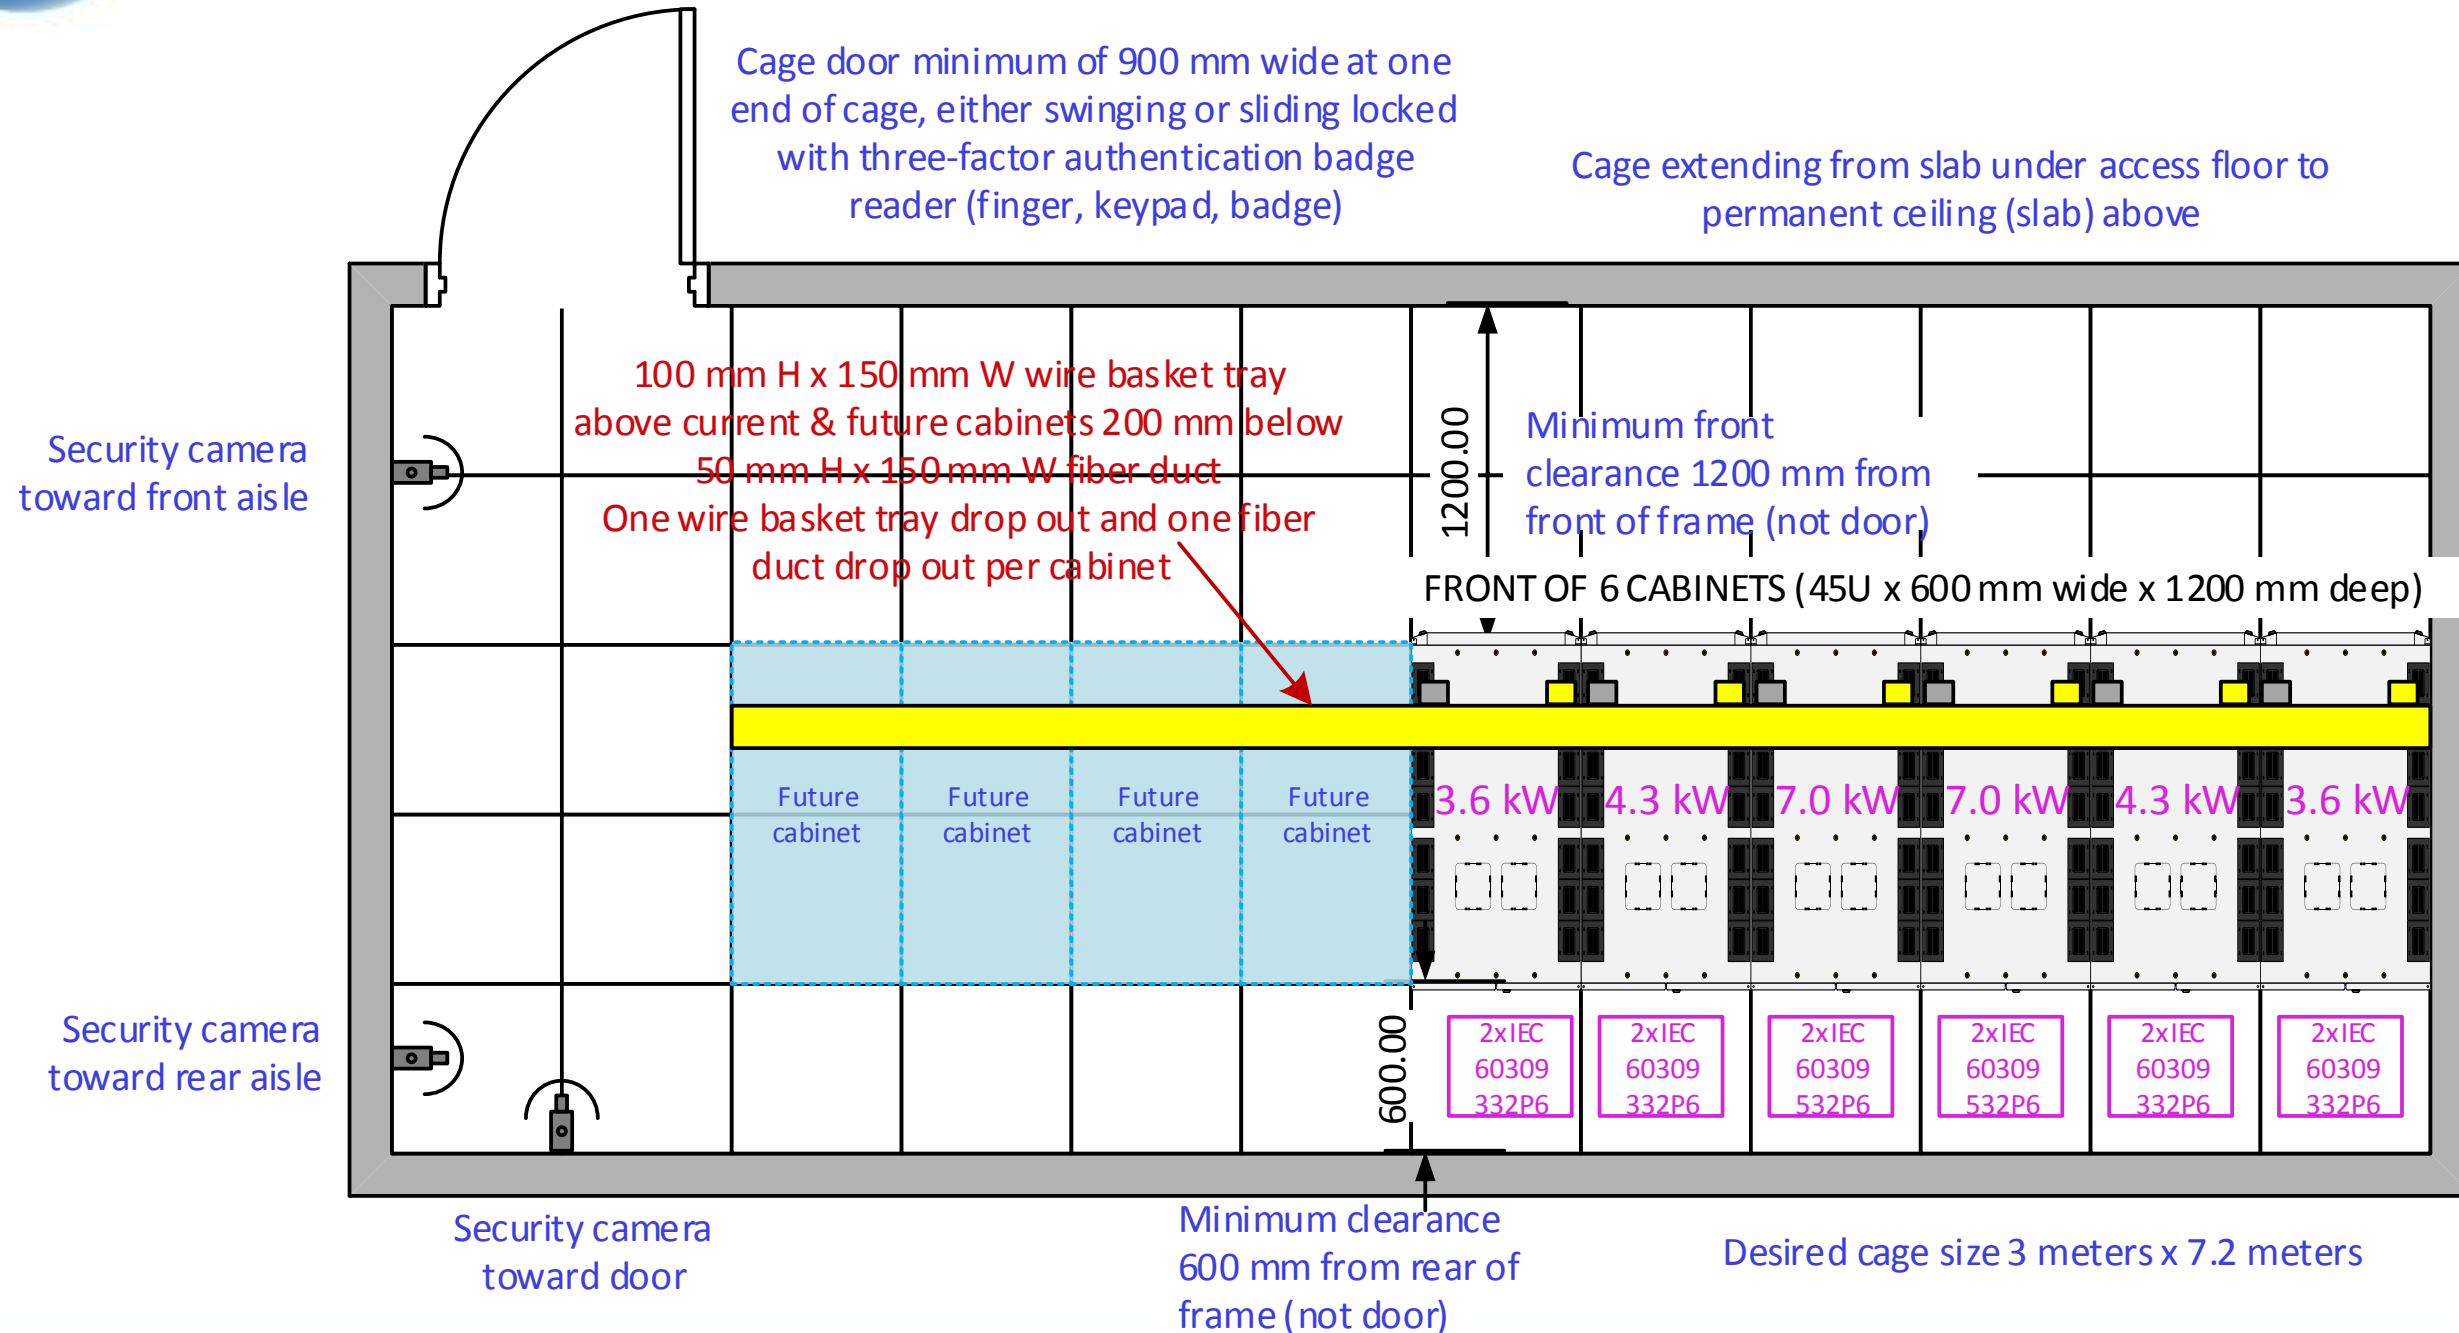 Cage door minimum of 900 mm wide at one
end of cage, either swinging or sliding locked
with three-factor authentication badge
reader (finger, keypad, badge)
Cage extending from slab under access floor to
permanent ceiling (slab) above
100 mm H x 150 mm W wire basket tray
above current & future cabinets 200 mm below
50 mm H x 150 mm W fiber duct
One wire basket tray drop out and one fiber
duct drop out per cabinet
Security camera
toward front aisle
1200.00
Minimum front
clearance 1200 mm from
front of frame (not door)
FRONT OF 6 CABINETS (45U x 600 mm wide x 1200 mm deep)
Future
cabinet
Future
cabinet
Future
cabinet
Future
cabinet
3.6 kW
4.3 kW
7.0 kW
7.0 kW
4.3 kW
3.6 kW
Security camera
toward rear aisle
600.00
2xIEC
60309
332P6
2xIEC
60309
332P6
2xIEC
60309
532P6
2xIEC
60309
532P6
2xIEC
60309
332P6
2xIEC
60309
332P6
Security camera
toward door
Minimum clearance
600 mm from rear of
frame (not door)
Desired cage size 3 meters x 7.2 meters